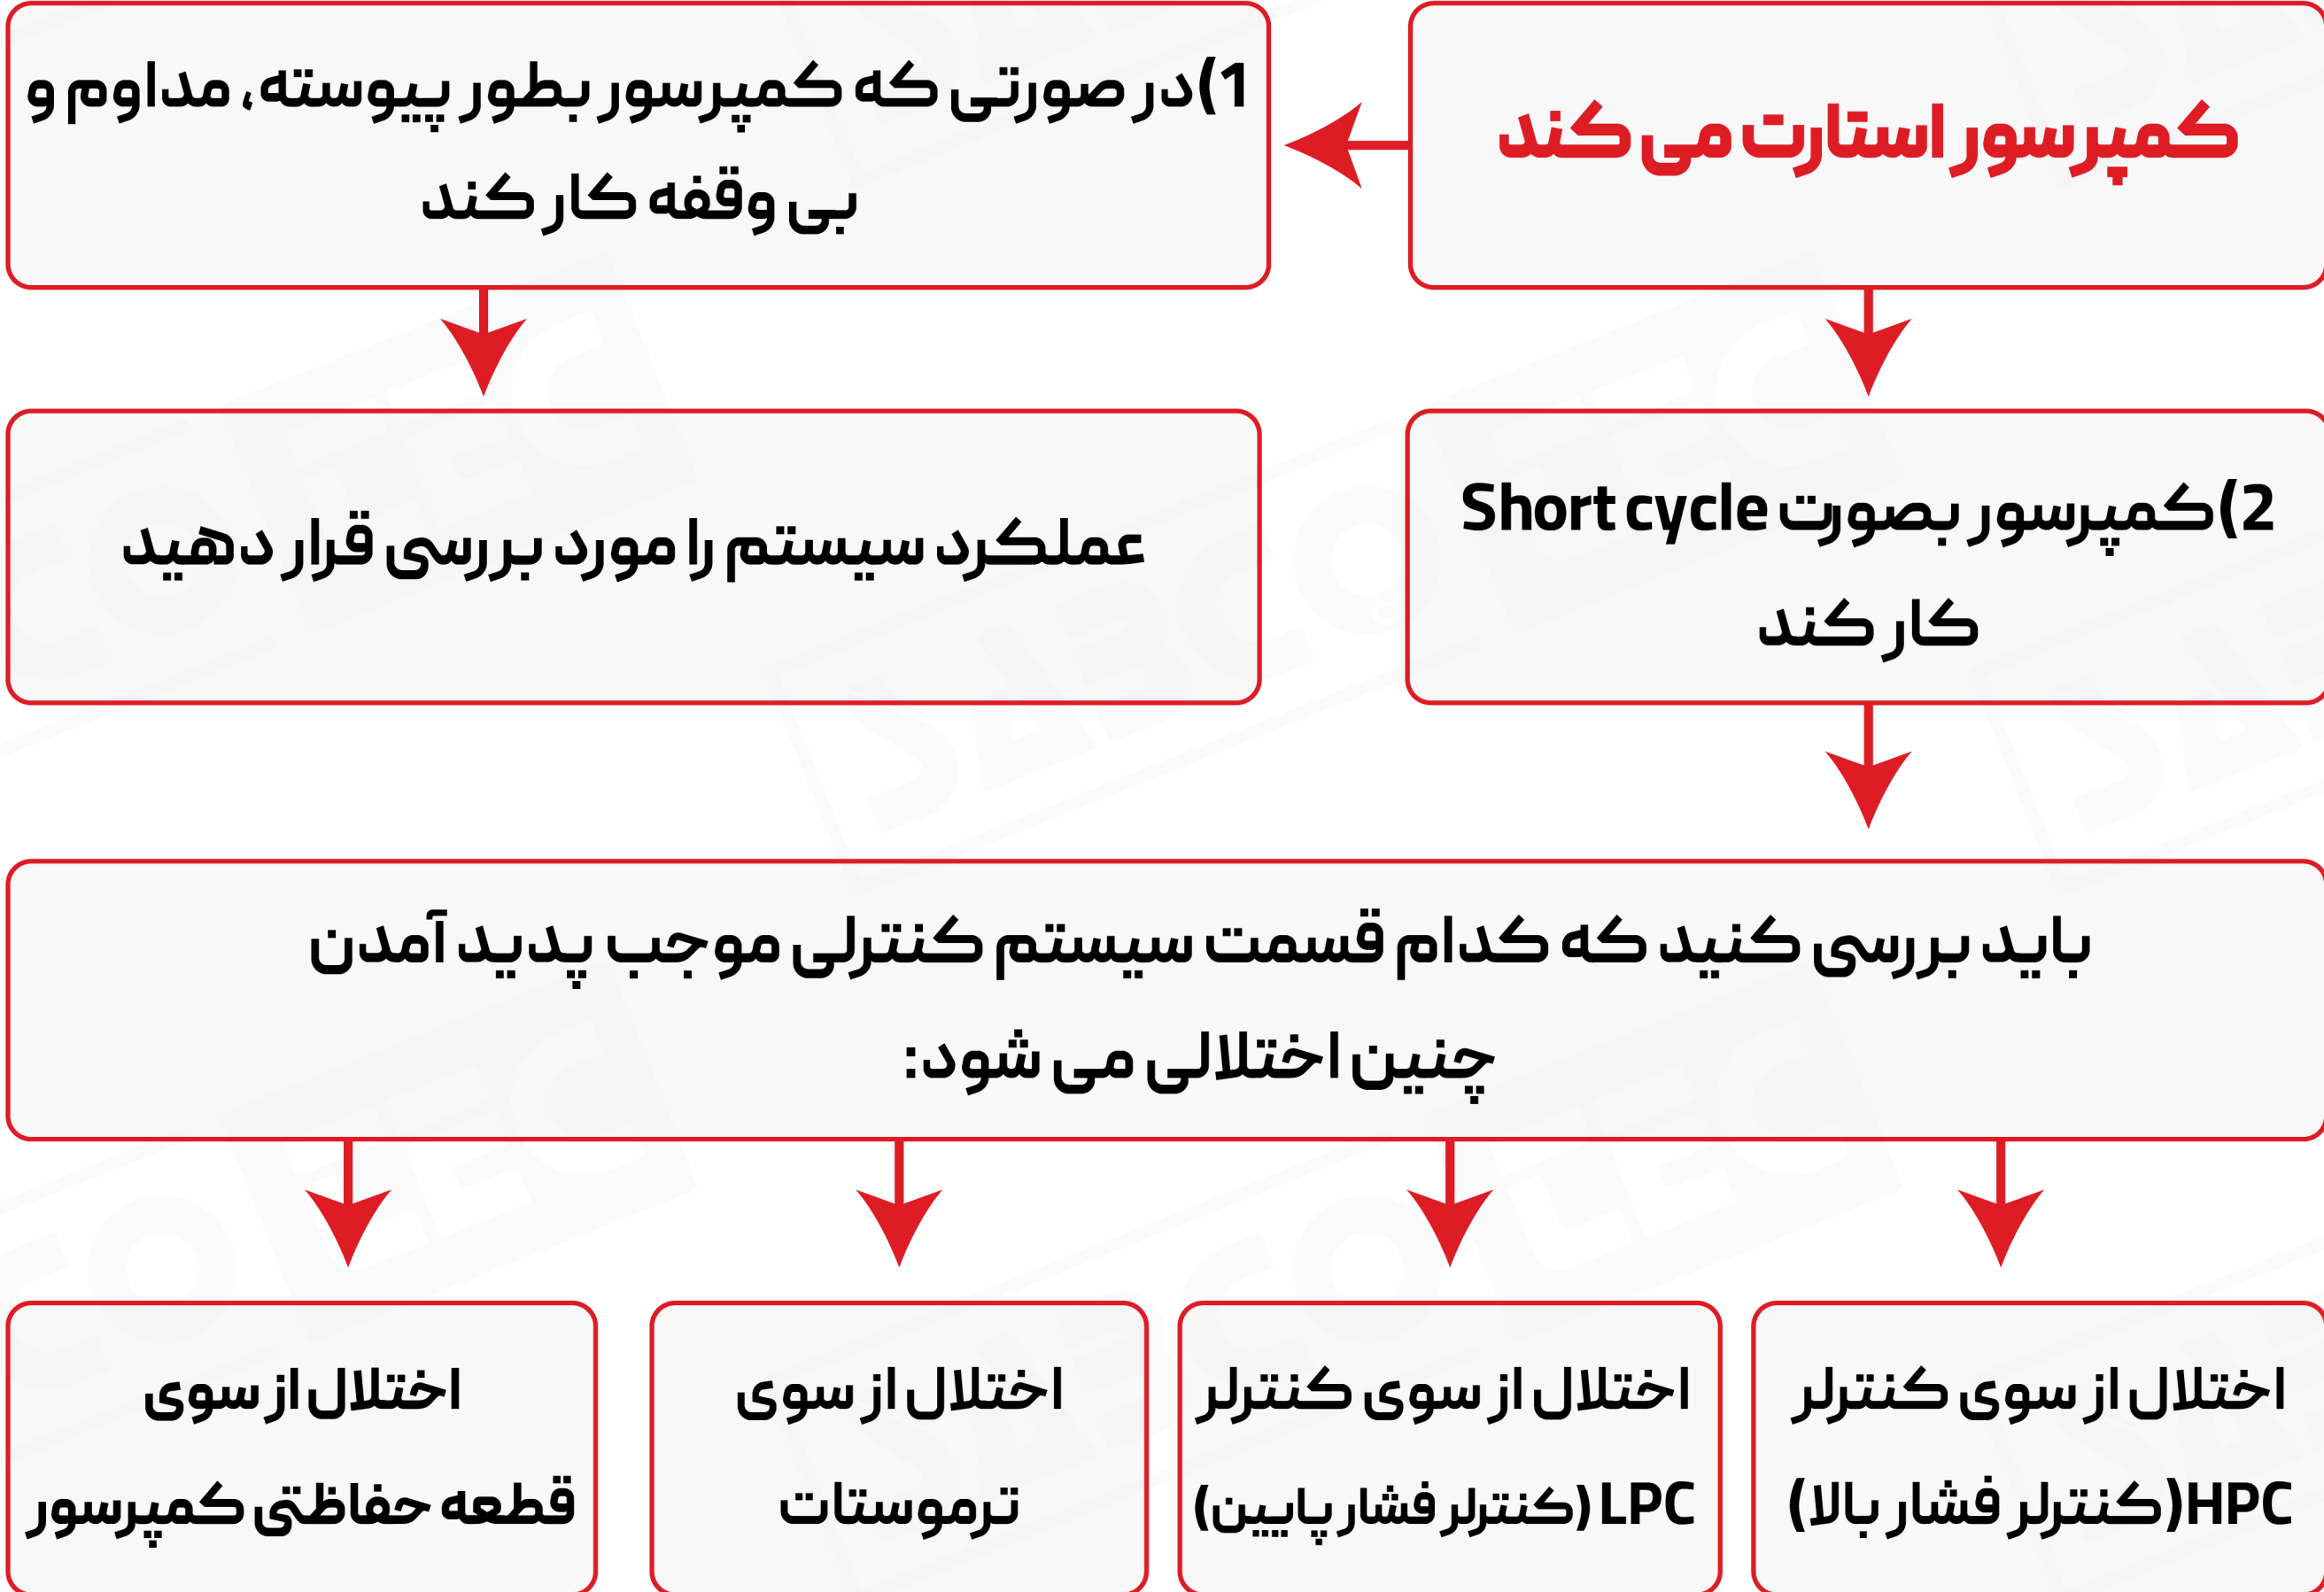 کمپرسور استارت می کند
1)در صورتی که کمپرسور بطور پیوسته، مداوم و
بی وقفه کار کند
2)کمپرسور بصورت Short cycle
کار کند
عملکرد سیستم را مورد بررسی قرار دهید
باید بررسی کنید که کدام قسمت سیستم کنترلی موجب پدید آمدن
چنین اختلالی می شود:
اختلال از سوی کنترلر
HPC(کنترلر فشار بالا)
اختلال از سوی کنترلر
LPC (کنترلر فشار پایین)
اختلال از سوی
ترموستات
اختلال از سوی
قطعه حفاظتی کمپرسور
SABCO TEC
8